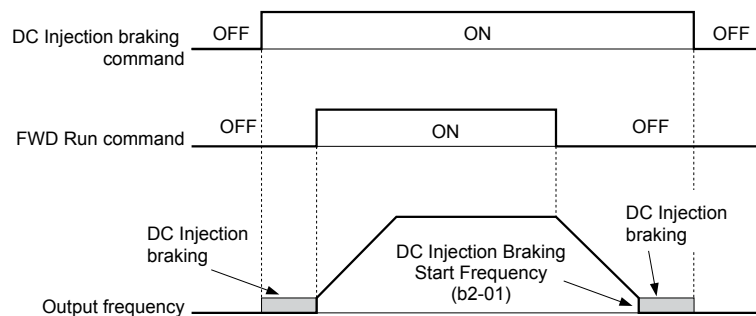 DC Injection braking
command
OFF
ON
OFF
FWD Run command
OFF
ON
OFF
DC Injection
braking
DC Injection Braking
Start Frequency
(b2-01)
DC Injection
braking
Output frequency